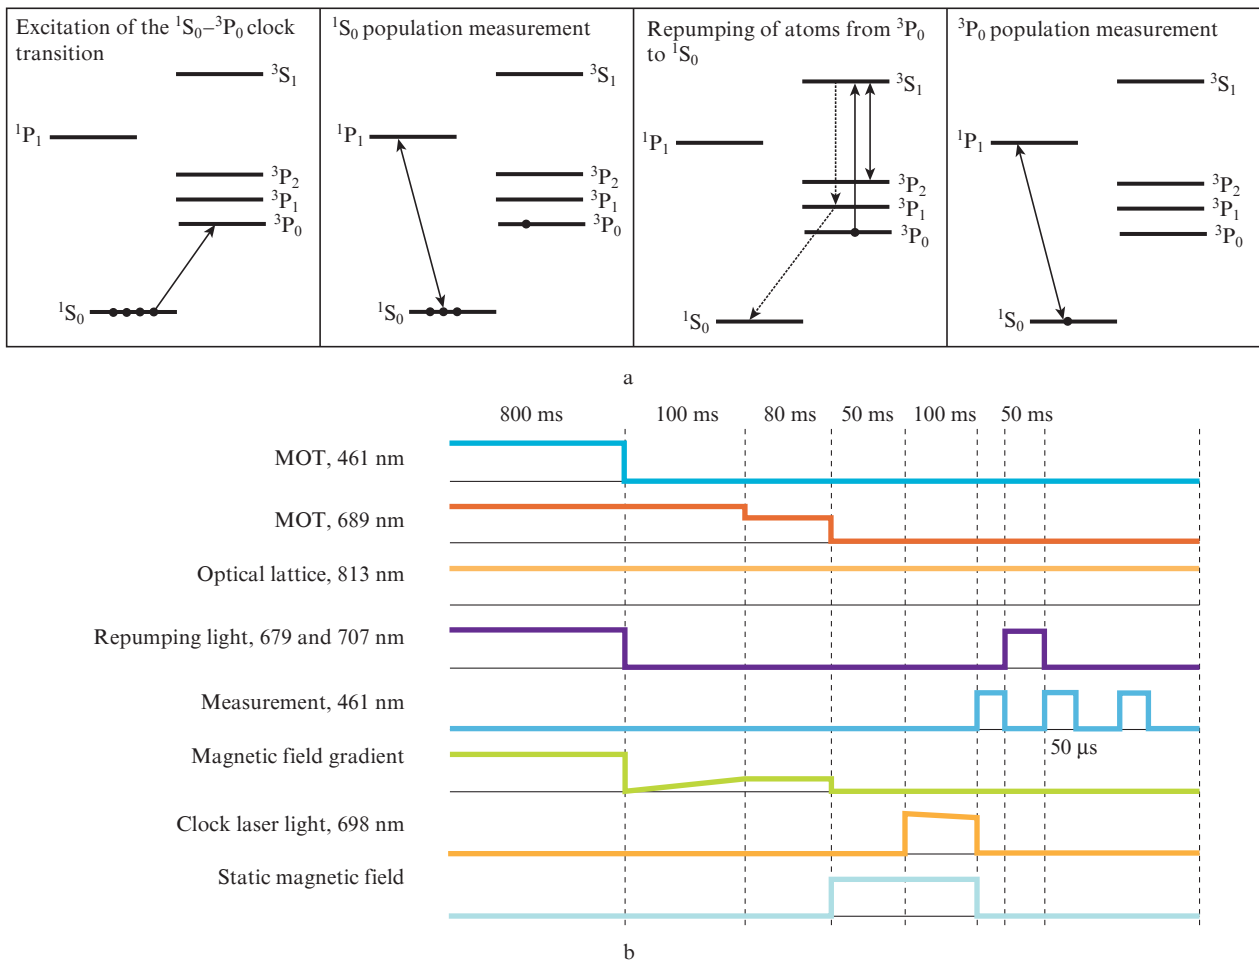 Excitation of the ¹S₀–³P₀ clock
transition
³S₁
¹P₁
³P₂
³P₁
³P₀
¹S₀
¹S₀ population measurement
³S₁
¹P₁
³P₂
³P₁
³P₀
¹S₀
Repumping of atoms from ³P₀
to ¹S₀
³S₁
¹P₁
³P₂
³P₁
³P₀
¹S₀
³P₀ population measurement
³S₁
¹P₁
³P₂
³P₁
³P₀
¹S₀
a
800 ms 100 ms 80 ms 50 ms 100 ms 50 ms
MOT, 461 nm
MOT, 689 nm
Optical lattice, 813 nm
Repumping light, 679 and 707 nm
Measurement, 461 nm
50 μs
Magnetic field gradient
Clock laser light, 698 nm
Static magnetic field
b